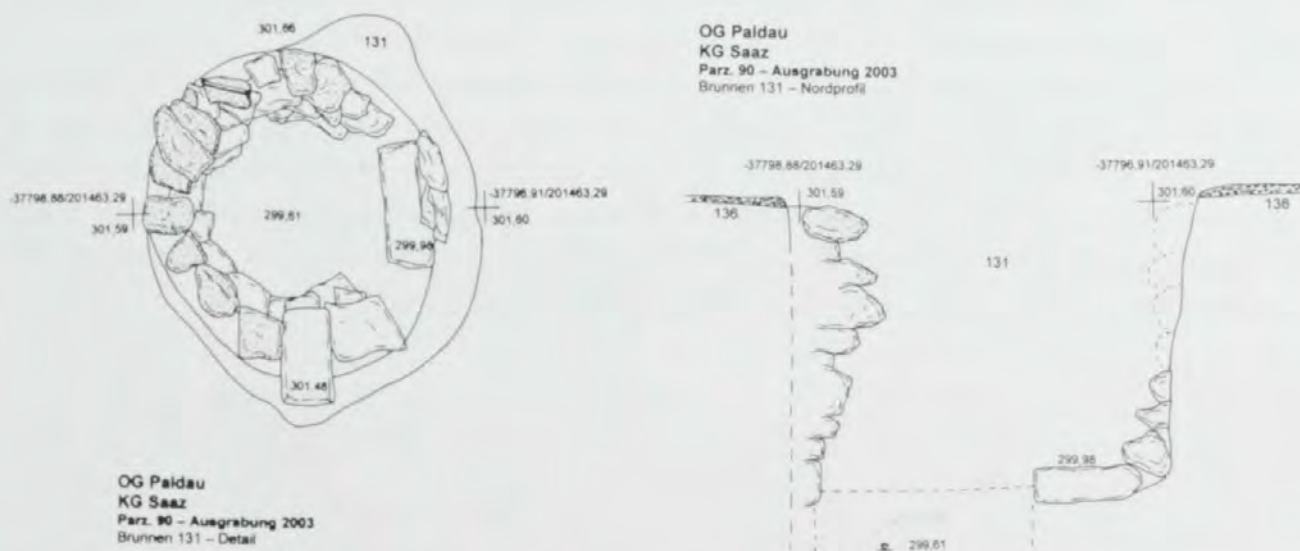 301,66
131
-37798.88/201463.29
301,59
299,61
-37796.91/201463.29
301,60
299,98
301.48
OG Paldau
KG Saaz
Parz. 90 – Ausgrabung 2003
Brunnen 131 – Detail
OG Paldau
KG Saaz
Parz. 90 – Ausgrabung 2003
Brunnen 131 – Nordprofil
-37798.88/201463.29
301.59
136
-37796.91/201463.29
301.60
138
131
299,98
299,61